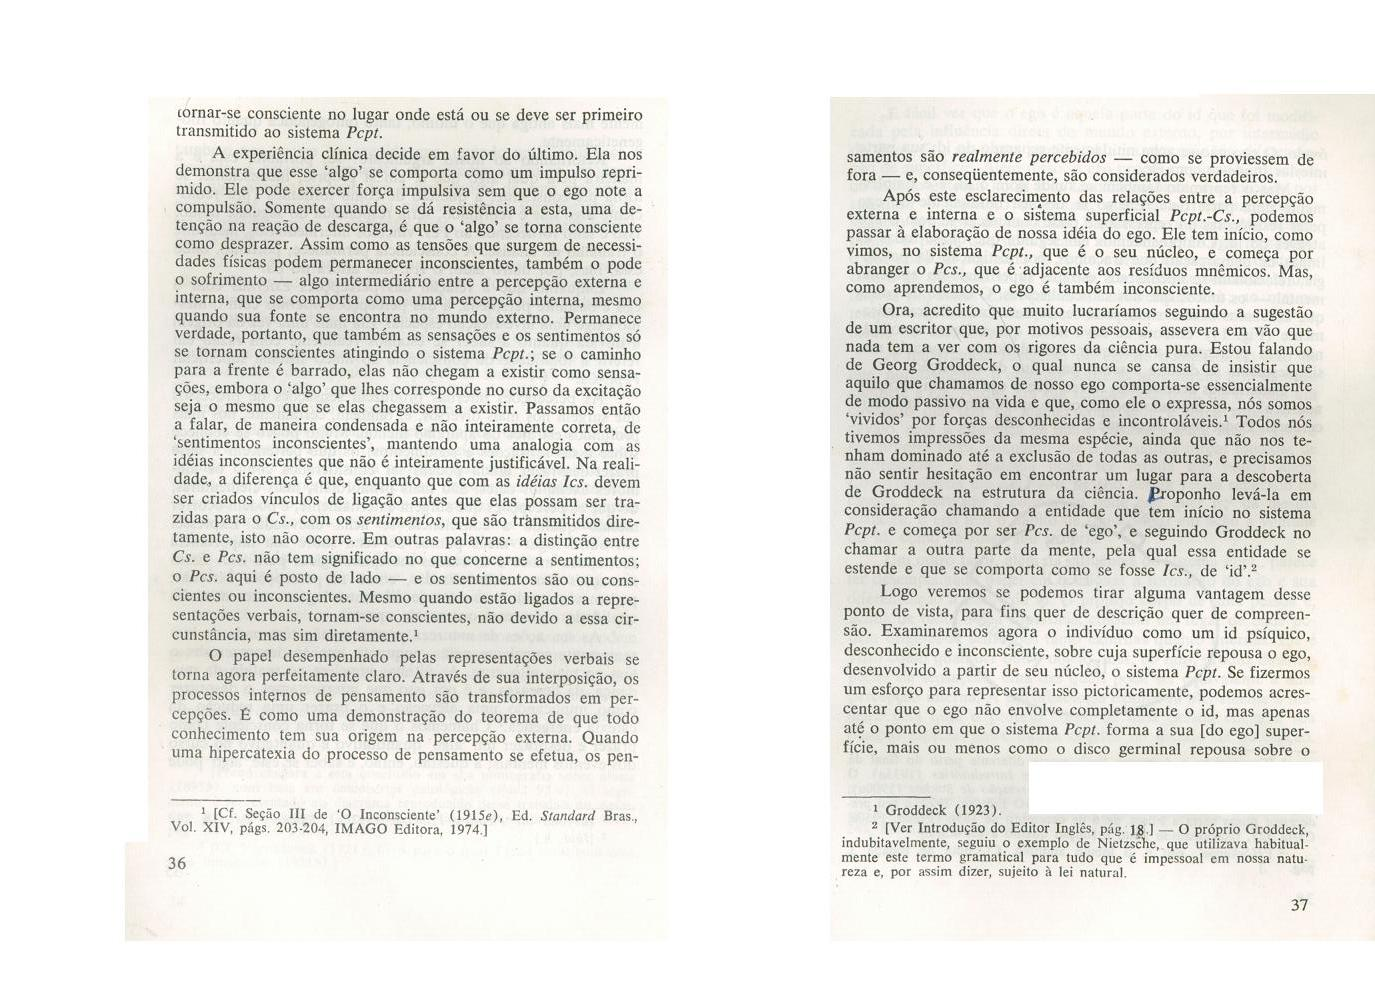 tornar-se consciente no lugar onde está ou se deve ser primeiro
transmitido ao sistema Pcpt.
A experiência clínica decide em favor do último. Ela nos
demonstra que esse ‘algo’ se comporta como um impulso repri-
mido. Ele pode exercer força impulsiva sem que o ego note a
compulsão. Somente quando se dá resistência a esta, uma de-
tenção na reação de descarga, é que o ‘algo’ se torna consciente
como desprazer. Assim como as tensões que surgem de necessi-
dades físicas podem permanecer inconscientes, também o pode
o sofrimento — algo intermediário entre a percepção externa e
interna, que se comporta como uma percepção interna, mesmo
quando sua fonte se encontra no mundo externo. Permanece
verdade, portanto, que também as sensações e os sentimentos só
se tornam conscientes atingindo o sistema Pcpt.; se o caminho
para a frente é barrado, elas não chegam a existir como sensa-
ções, embora o ‘algo’ que lhes corresponde no curso da excitação
seja o mesmo que se elas chegassem a existir. Passamos então
a falar, de maneira condensada e não inteiramente correta, de
‘sentimentos inconscientes’, mantendo uma analogia com as
idéias inconscientes que não é inteiramente justificável. Na reali-
dade, a diferença é que, enquanto que com as idéias Ics. devem
ser criados vínculos de ligação antes que elas possam ser tra-
zidas para o Cs., com os sentimentos, que são transmitidos dire-
tamente, isto não ocorre. Em outras palavras: a distinção entre
Cs. e Pcs. não tem significado no que concerne a sentimentos;
o Pcs. aqui é posto de lado — e os sentimentos são ou cons-
cientes ou inconscientes. Mesmo quando estão ligados a repre-
sentações verbais, tornam-se conscientes, não devido a essa cir-
cunstância, mas sim diretamente.¹
O papel desempenhado pelas representações verbais se
torna agora perfeitamente claro. Através de sua interposição, os
processos internos de pensamento são transformados em per-
cepções. É como uma demonstração do teorema de que todo
conhecimento tem sua origem na percepção externa. Quando
uma hipercatexia do processo de pensamento se efetua, os pen-
¹ [Cf. Seção III de ‘O Inconsciente’ (1915e), Ed. Standard Bras.,
Vol. XIV, págs. 203-204, IMAGO Editora, 1974.]
36
samentos são realmente percebidos — como se proviessem de
fora — e, conseqüentemente, são considerados verdadeiros.
Após este esclarecimento das relações entre a percepção
externa e interna e o sistema superficial Pcpt.-Cs., podemos
passar à elaboração de nossa idéia do ego. Ele tem início, como
vimos, no sistema Pcpt., que é o seu núcleo, e começa por
abranger o Pcs., que é adjacente aos resíduos mnêmicos. Mas,
como aprendemos, o ego é também inconsciente.
Ora, acredito que muito lucraríamos seguindo a sugestão
de um escritor que, por motivos pessoais, assevera em vão que
nada tem a ver com os rigores da ciência pura. Estou falando
de Georg Groddeck, o qual nunca se cansa de insistir que
aquilo que chamamos de nosso ego comporta-se essencialmente
de modo passivo na vida e que, como ele o expressa, nós somos
‘vividos’ por forças desconhecidas e incontroláveis.¹ Todos nós
tivemos impressões da mesma espécie, ainda que não nos te-
nham dominado até a exclusão de todas as outras, e precisamos
não sentir hesitação em encontrar um lugar para a descoberta
de Groddeck na estrutura da ciência. Proponho levá-la em
consideração chamando a entidade que tem início no sistema
Pcpt. e começa por ser Pcs. de ‘ego’, e seguindo Groddeck no
chamar a outra parte da mente, pela qual essa entidade se
estende e que se comporta como se fosse Ics., de ‘id’.²
Logo veremos se podemos tirar alguma vantagem desse
ponto de vista, para fins quer de descrição quer de compreen-
são. Examinaremos agora o indivíduo como um id psíquico,
desconhecido e inconsciente, sobre cuja superfície repousa o ego,
desenvolvido a partir de seu núcleo, o sistema Pcpt. Se fizermos
um esforço para representar isso pictoricamente, podemos acres-
centar que o ego não envolve completamente o id, mas apenas
até o ponto em que o sistema Pcpt. forma a sua [do ego] super-
fície, mais ou menos como o disco germinal repousa sobre o
¹ Groddeck (1923).
² [Ver Introdução do Editor Inglês, pág. 18.] — O próprio Groddeck,
indubitavelmente, seguiu o exemplo de Nietzsche, que utilizava habitual-
mente este termo gramatical para tudo que é impessoal em nossa natu-
reza e, por assim dizer, sujeito à lei natural.
37